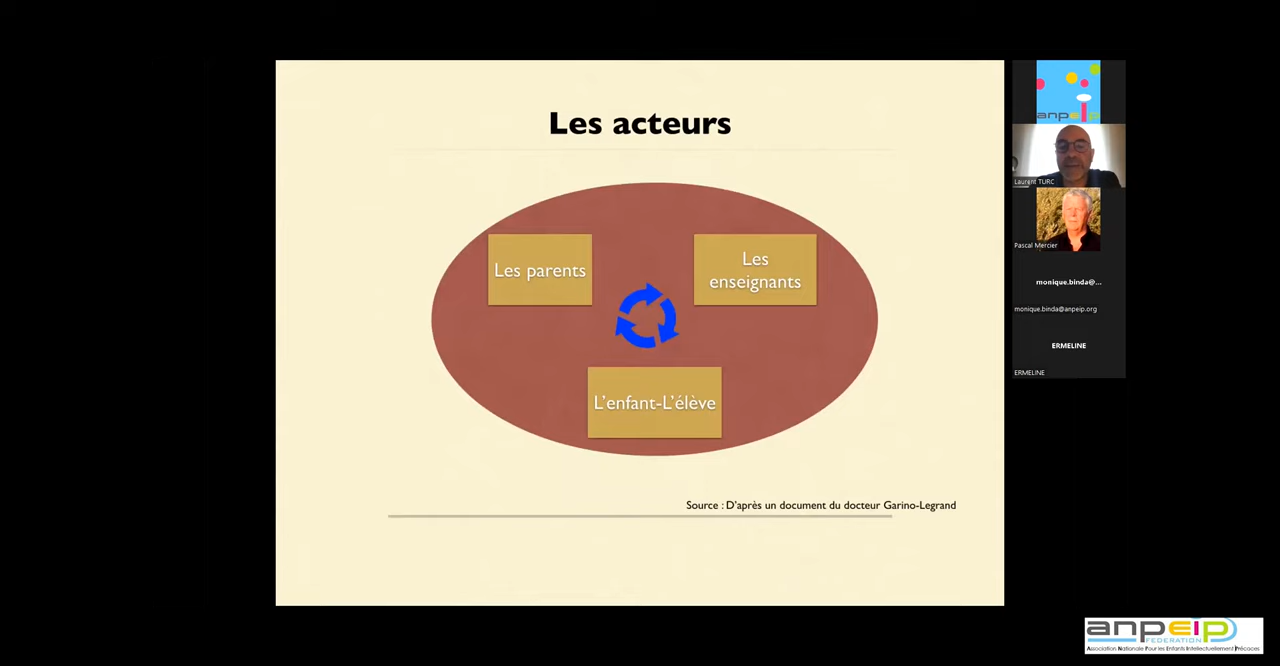 Les acteurs
Les parents
Les
enseignants
L'enfant-L'élève
Source : D'après un document du docteur Garino-Legrand
anpeip
Laurent TURC
Pascal Mercier
monique.binda@...
monique.binda@anpeip.org
ERMELINE
ERMELINE
anpeip
FEDERATION
Association Nationale Pour les Enfants Intellectuellement Précoces